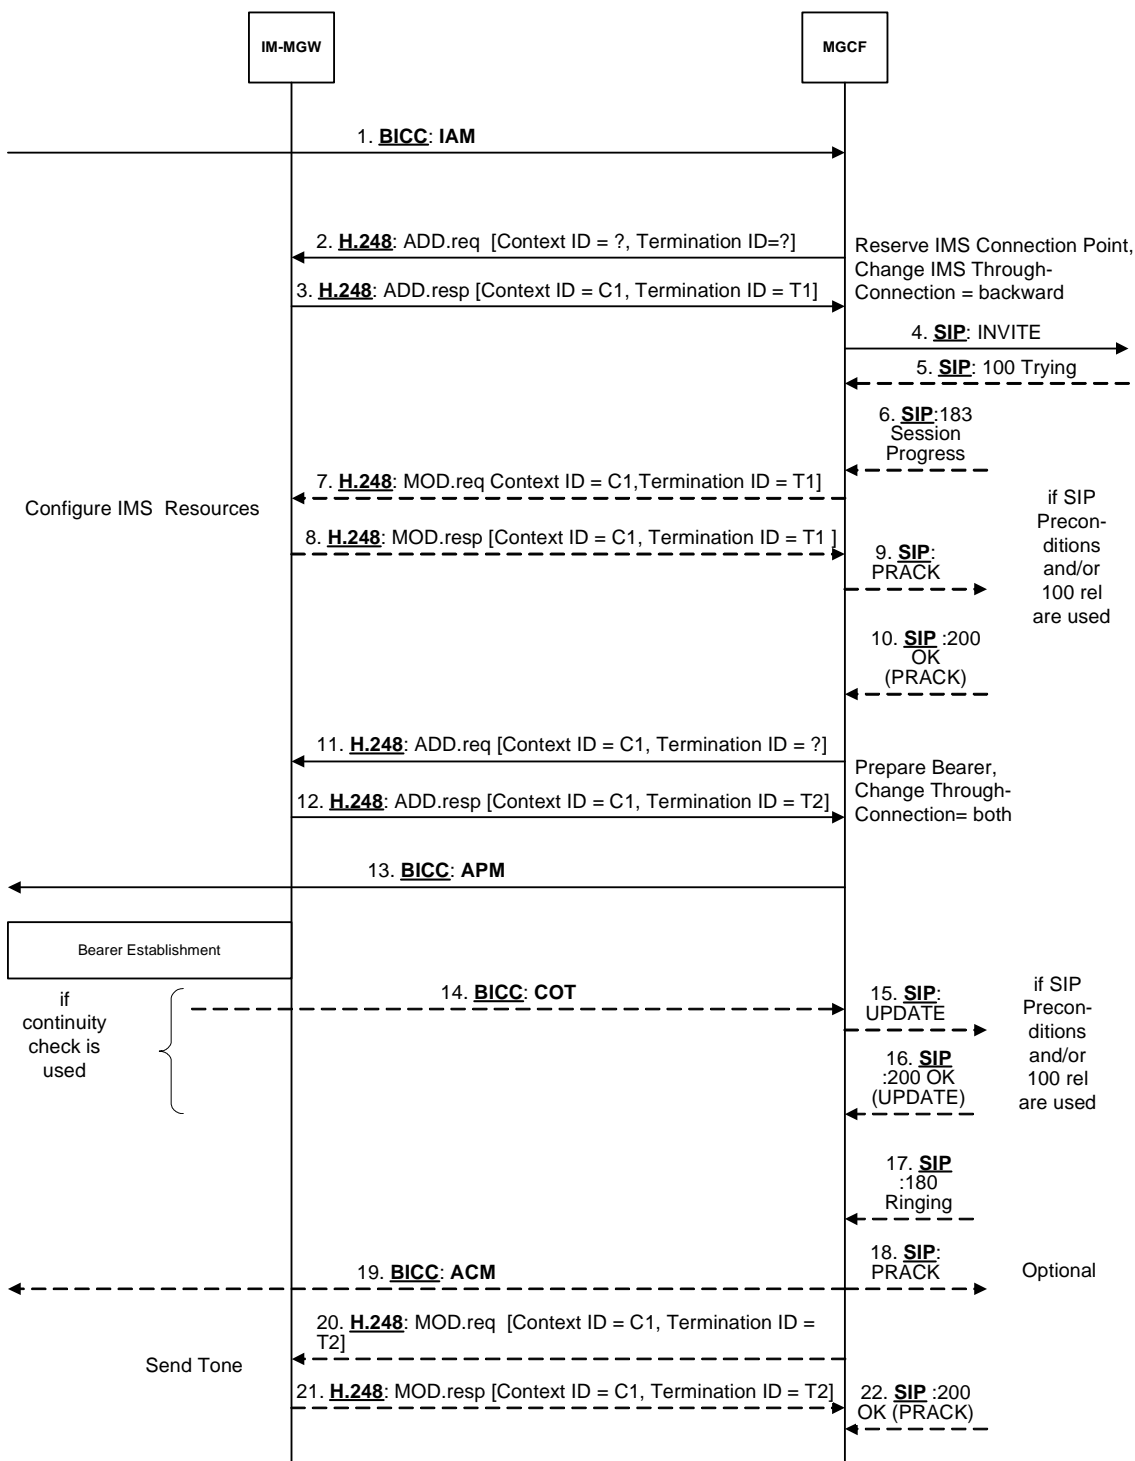 IM-MGW
MGCF
1. BICC: IAM
2. H.248: ADD.req  [Context ID = ?, Termination ID=?]
Reserve IMS Connection Point,
Change IMS Through-
Connection = backward
3. H.248: ADD.resp [Context ID = C1, Termination ID = T1]
4. SIP: INVITE
5. SIP: 100 Trying
6. SIP:183
Session
Progress
7. H.248: MOD.req Context ID = C1,Termination ID = T1]
Configure IMS  Resources
8. H.248: MOD.resp [Context ID = C1, Termination ID = T1 ]
9. SIP:
PRACK
if SIP
Precon-
ditions
and/or
100 rel
are used
10. SIP :200
OK
(PRACK)
11. H.248: ADD.req [Context ID = C1, Termination ID = ?]
Prepare Bearer,
Change Through-
Connection= both
12. H.248: ADD.resp [Context ID = C1, Termination ID = T2]
13. BICC: APM
Bearer Establishment
if
continuity
check is
used
14. BICC: COT
15. SIP:
UPDATE
if SIP
Precon-
ditions
and/or
100 rel
are used
16. SIP
:200 OK
(UPDATE)
17. SIP
:180
Ringing
18. SIP:
PRACK
Optional
19. BICC: ACM
20. H.248: MOD.req  [Context ID = C1, Termination ID =
T2]
Send Tone
21. H.248: MOD.resp [Context ID = C1, Termination ID = T2]
22. SIP :200
OK (PRACK)